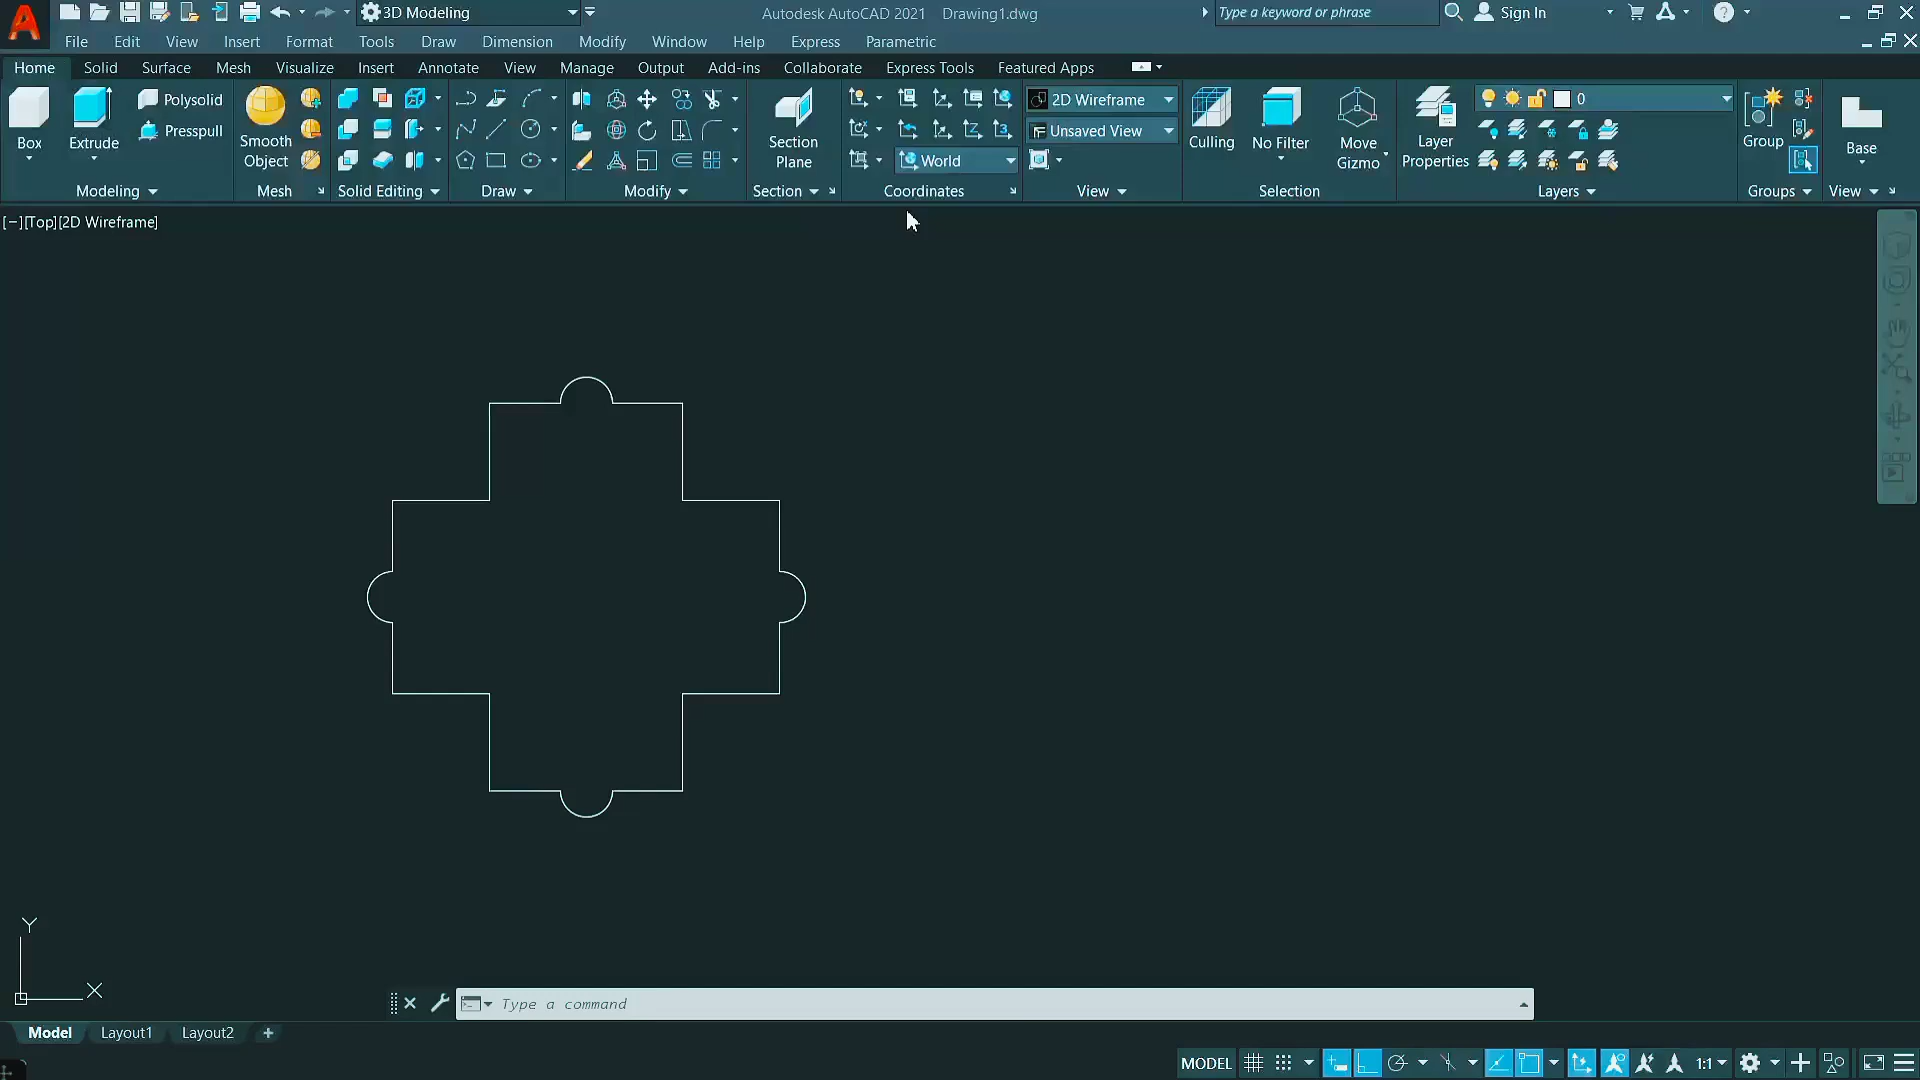 3D Modeling Autodesk AutoCAD 2021 Drawing1.dwg Type a keyword or phrase Sign In
File Edit View Insert Format Tools Draw Dimension Modify Window Help Express Parametric
Home Solid Surface Mesh Visualize Insert Annotate View Manage Output Add-ins Collaborate Express Tools Featured Apps
Box
Extrude
Polysolid
Presspull
Modeling
Smooth
Object
Mesh
Solid Editing
Draw
Modify
Section
Plane
Section
World
Coordinates
2D Wireframe
Unsaved View
View
Culling
No Filter
Move
Gizmo
Selection
Layer
Properties
0
Layers
Group
Groups
Base
View
[−][Top][2D Wireframe]
Y
X
Type a command
Model Layout1 Layout2 +
MODEL 1:1